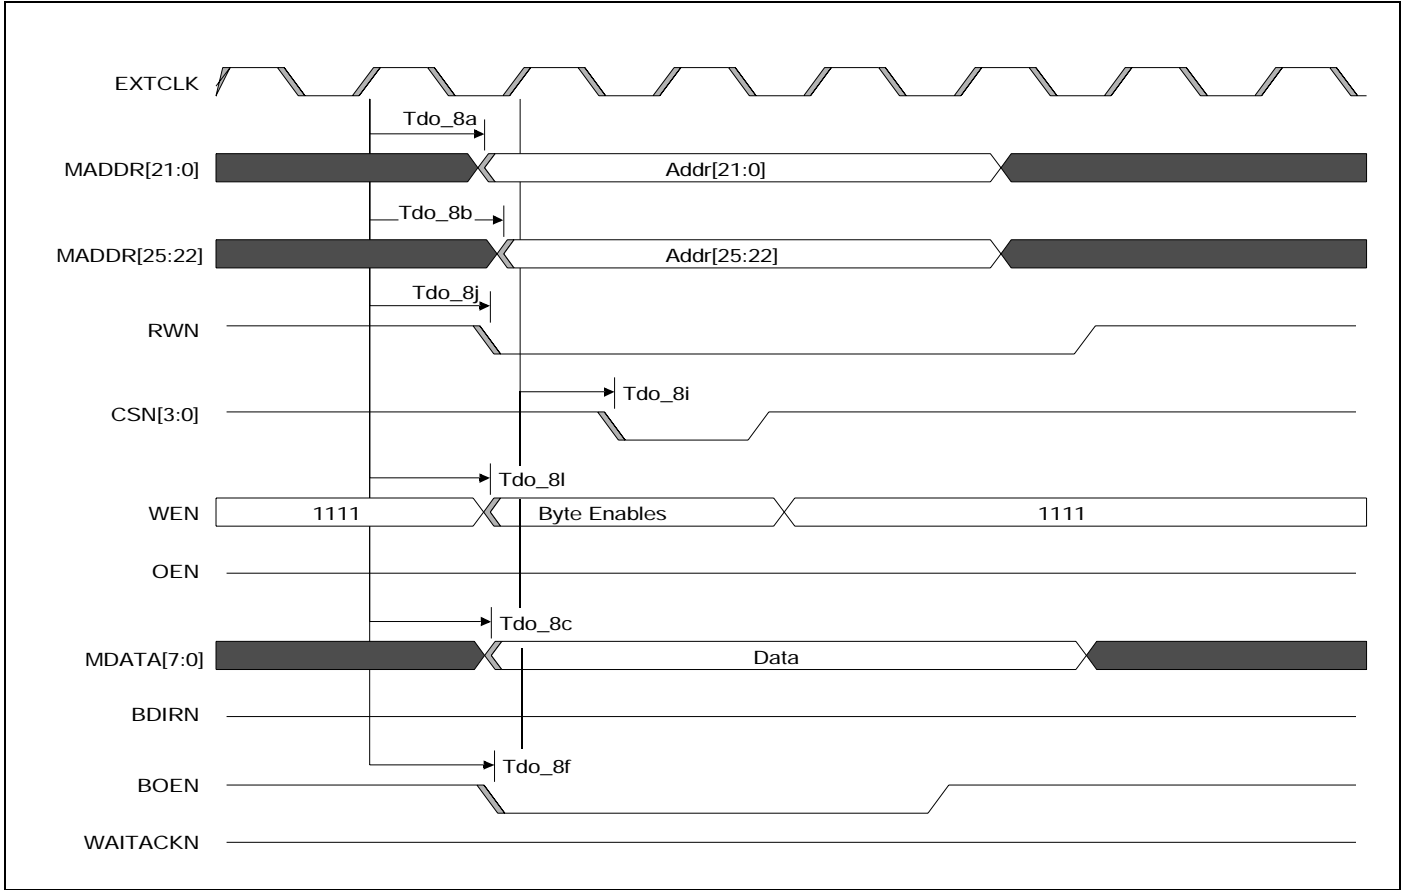 EXTCLK
Tdo_8a
MADDR[21:0] Addr[21:0]
Tdo_8b
MADDR[25:22] Addr[25:22]
Tdo_8j
RWN
Tdo_8i
CSN[3:0]
Tdo_8l
WEN 1111 Byte Enables 1111
OEN
Tdo_8c
MDATA[7:0] Data
BDIRN
Tdo_8f
BOEN
WAITACKN